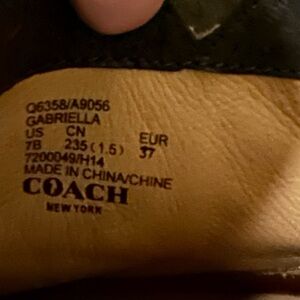 Q6358/A9056
GABRIELLA
US CN EUR
7B 235(1.5) 37
7200049/H14
MADE IN CHINA/CHINE
COACH
NEW YORK